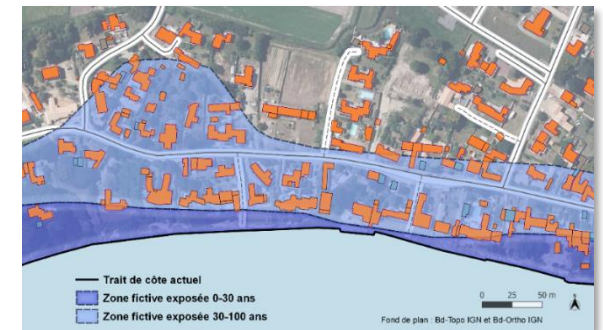 Trait de côte actuel
Zone fictive exposée 0-30 ans
Zone fictive exposée 30-100 ans
0 25 50 m
Fond de plan : Bd-Topo IGN et Bd-Ortho IGN